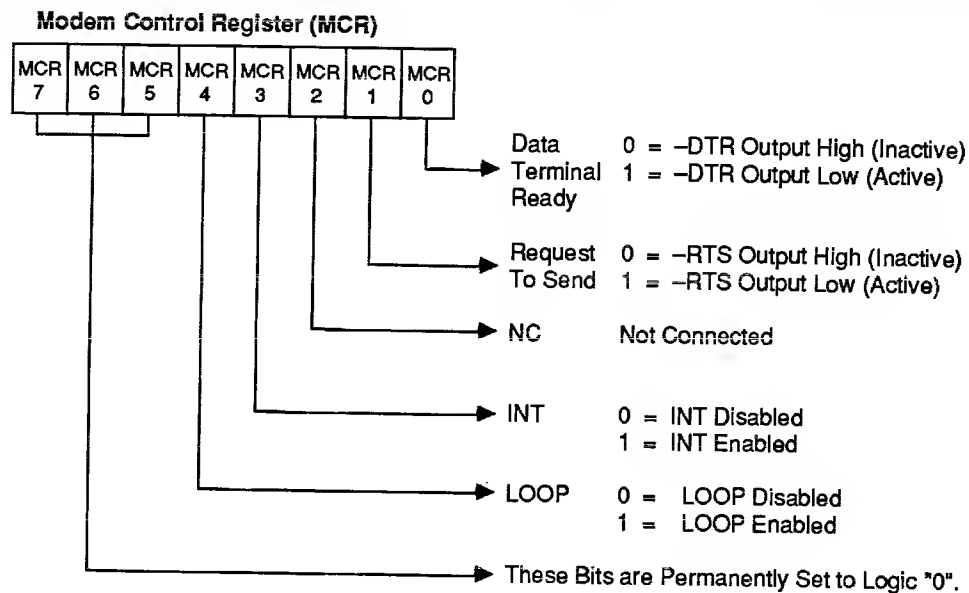 Modem Control Register (MCR)
MCR 7 MCR 6 MCR 5 MCR 4 MCR 3 MCR 2 MCR 1 MCR 0
Data Terminal Ready
0 = –DTR Output High (Inactive)
1 = –DTR Output Low (Active)
Request To Send
0 = –RTS Output High (Inactive)
1 = –RTS Output Low (Active)
NC Not Connected
INT 0 = INT Disabled
1 = INT Enabled
LOOP 0 = LOOP Disabled
1 = LOOP Enabled
These Bits are Permanently Set to Logic "0".